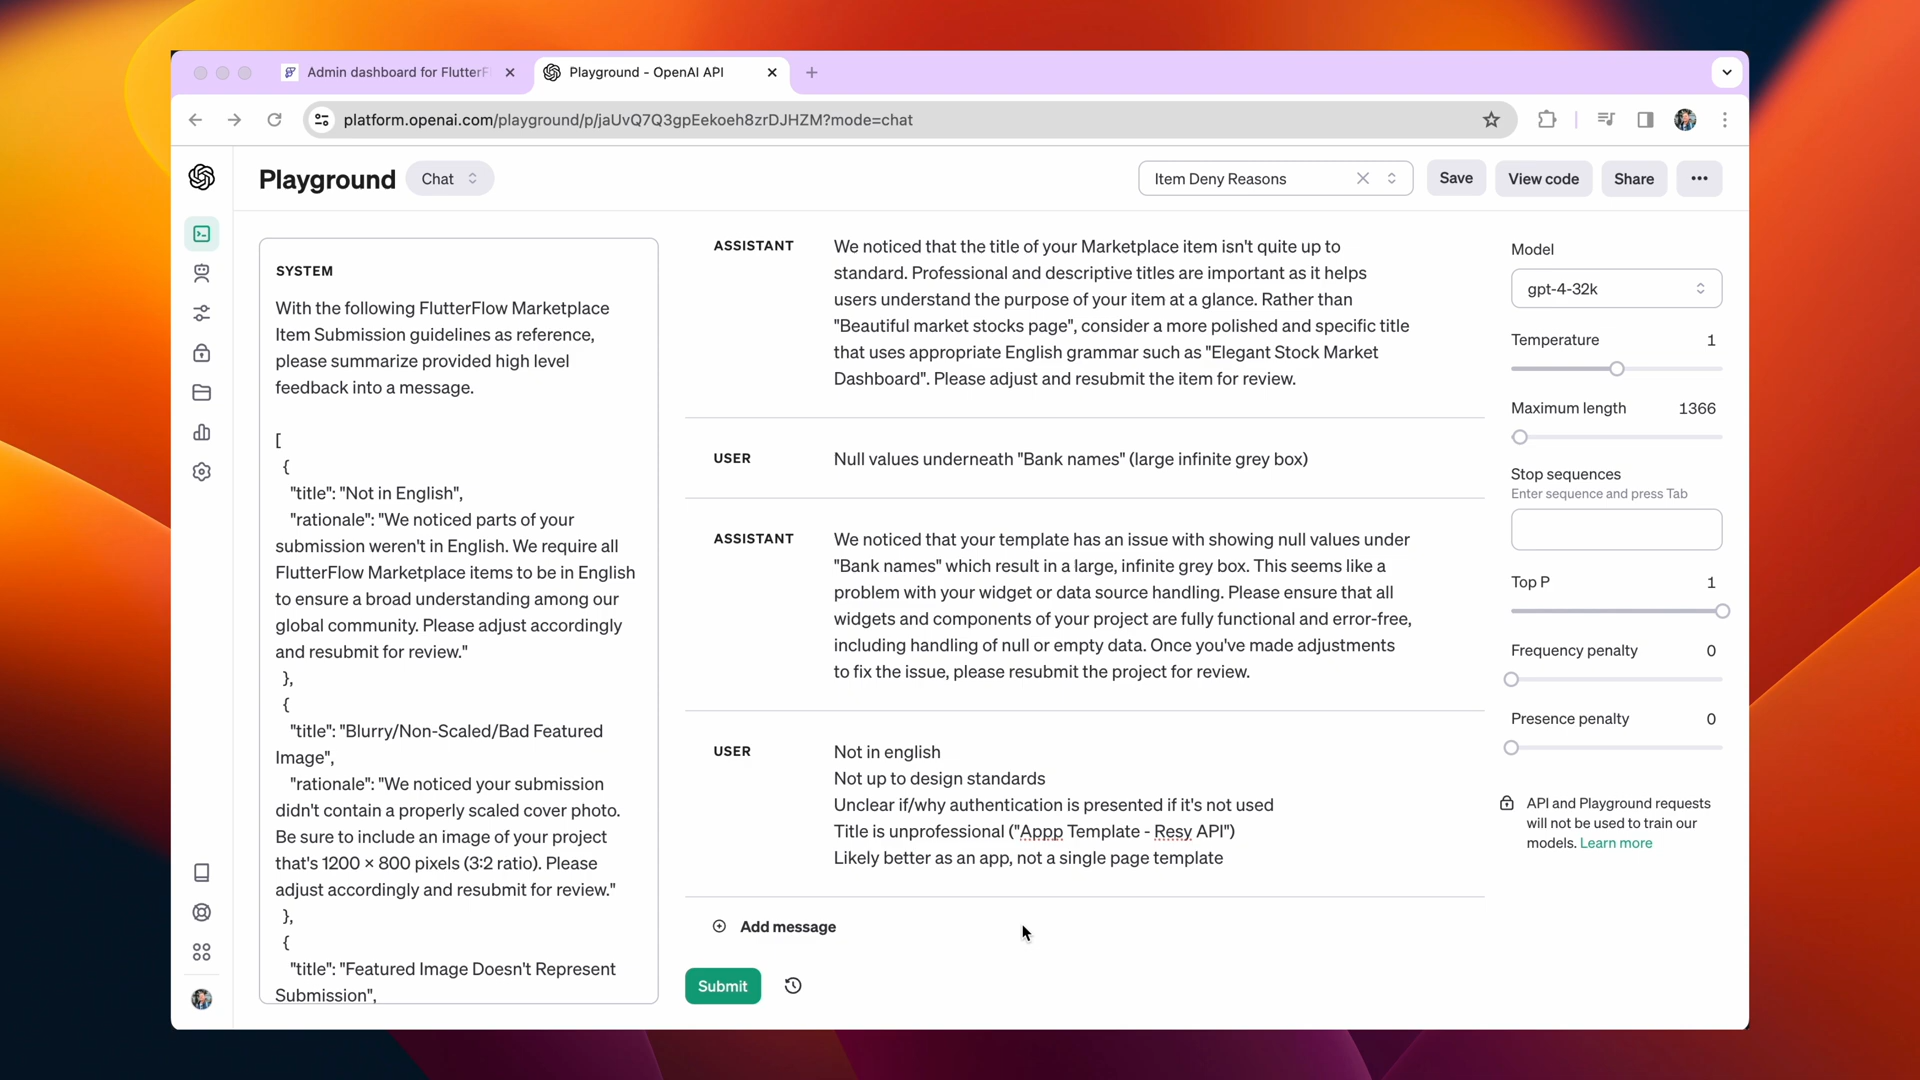 Admin dashboard for FlutterF
Playground - OpenAI API
platform.openai.com/playground/p/jaUvQ7Q3gpEekoeh8zrDJHZM?mode=chat
Playground
Chat
Item Deny Reasons
Save
View code
Share
SYSTEM
With the following FlutterFlow Marketplace
Item Submission guidelines as reference,
please summarize provided high level
feedback into a message.
[
{
"title": "Not in English",
"rationale": "We noticed parts of your
submission weren't in English. We require all
FlutterFlow Marketplace items to be in English
to ensure a broad understanding among our
global community. Please adjust accordingly
and resubmit for review."
},
{
"title": "Blurry/Non-Scaled/Bad Featured
Image",
"rationale": "We noticed your submission
didn't contain a properly scaled cover photo.
Be sure to include an image of your project
that's 1200 × 800 pixels (3:2 ratio). Please
adjust accordingly and resubmit for review."
},
{
"title": "Featured Image Doesn't Represent
Submission",
ASSISTANT
We noticed that the title of your Marketplace item isn't quite up to
standard. Professional and descriptive titles are important as it helps
users understand the purpose of your item at a glance. Rather than
"Beautiful market stocks page", consider a more polished and specific title
that uses appropriate English grammar such as "Elegant Stock Market
Dashboard". Please adjust and resubmit the item for review.
USER
Null values underneath "Bank names" (large infinite grey box)
ASSISTANT
We noticed that your template has an issue with showing null values under
"Bank names" which result in a large, infinite grey box. This seems like a
problem with your widget or data source handling. Please ensure that all
widgets and components of your project are fully functional and error-free,
including handling of null or empty data. Once you've made adjustments
to fix the issue, please resubmit the project for review.
USER
Not in english
Not up to design standards
Unclear if/why authentication is presented if it's not used
Title is unprofessional ("Appp Template - Resy API")
Likely better as an app, not a single page template
Add message
Submit
Model
gpt-4-32k
Temperature 1
Maximum length 1366
Stop sequences
Enter sequence and press Tab
Top P 1
Frequency penalty 0
Presence penalty 0
API and Playground requests
will not be used to train our
models. Learn more